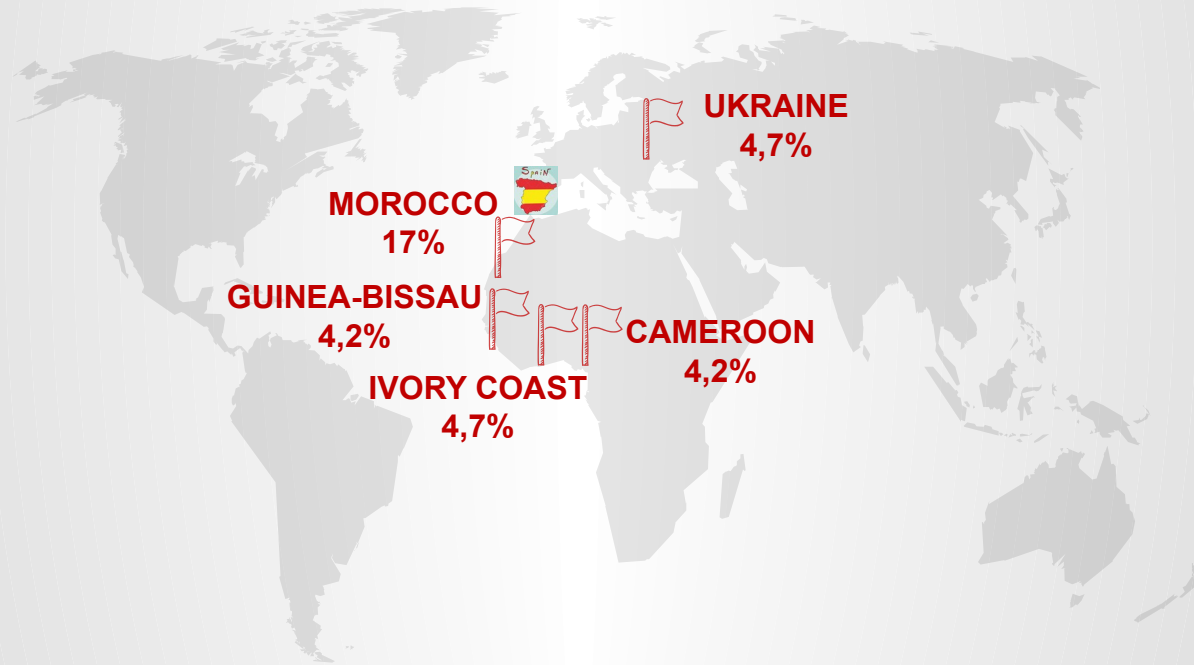 UKRAINE
4,7%
SpaiN
MOROCCO
17%
GUINEA-BISSAU
4,2%
CAMEROON
4,2%
IVORY COAST
4,7%